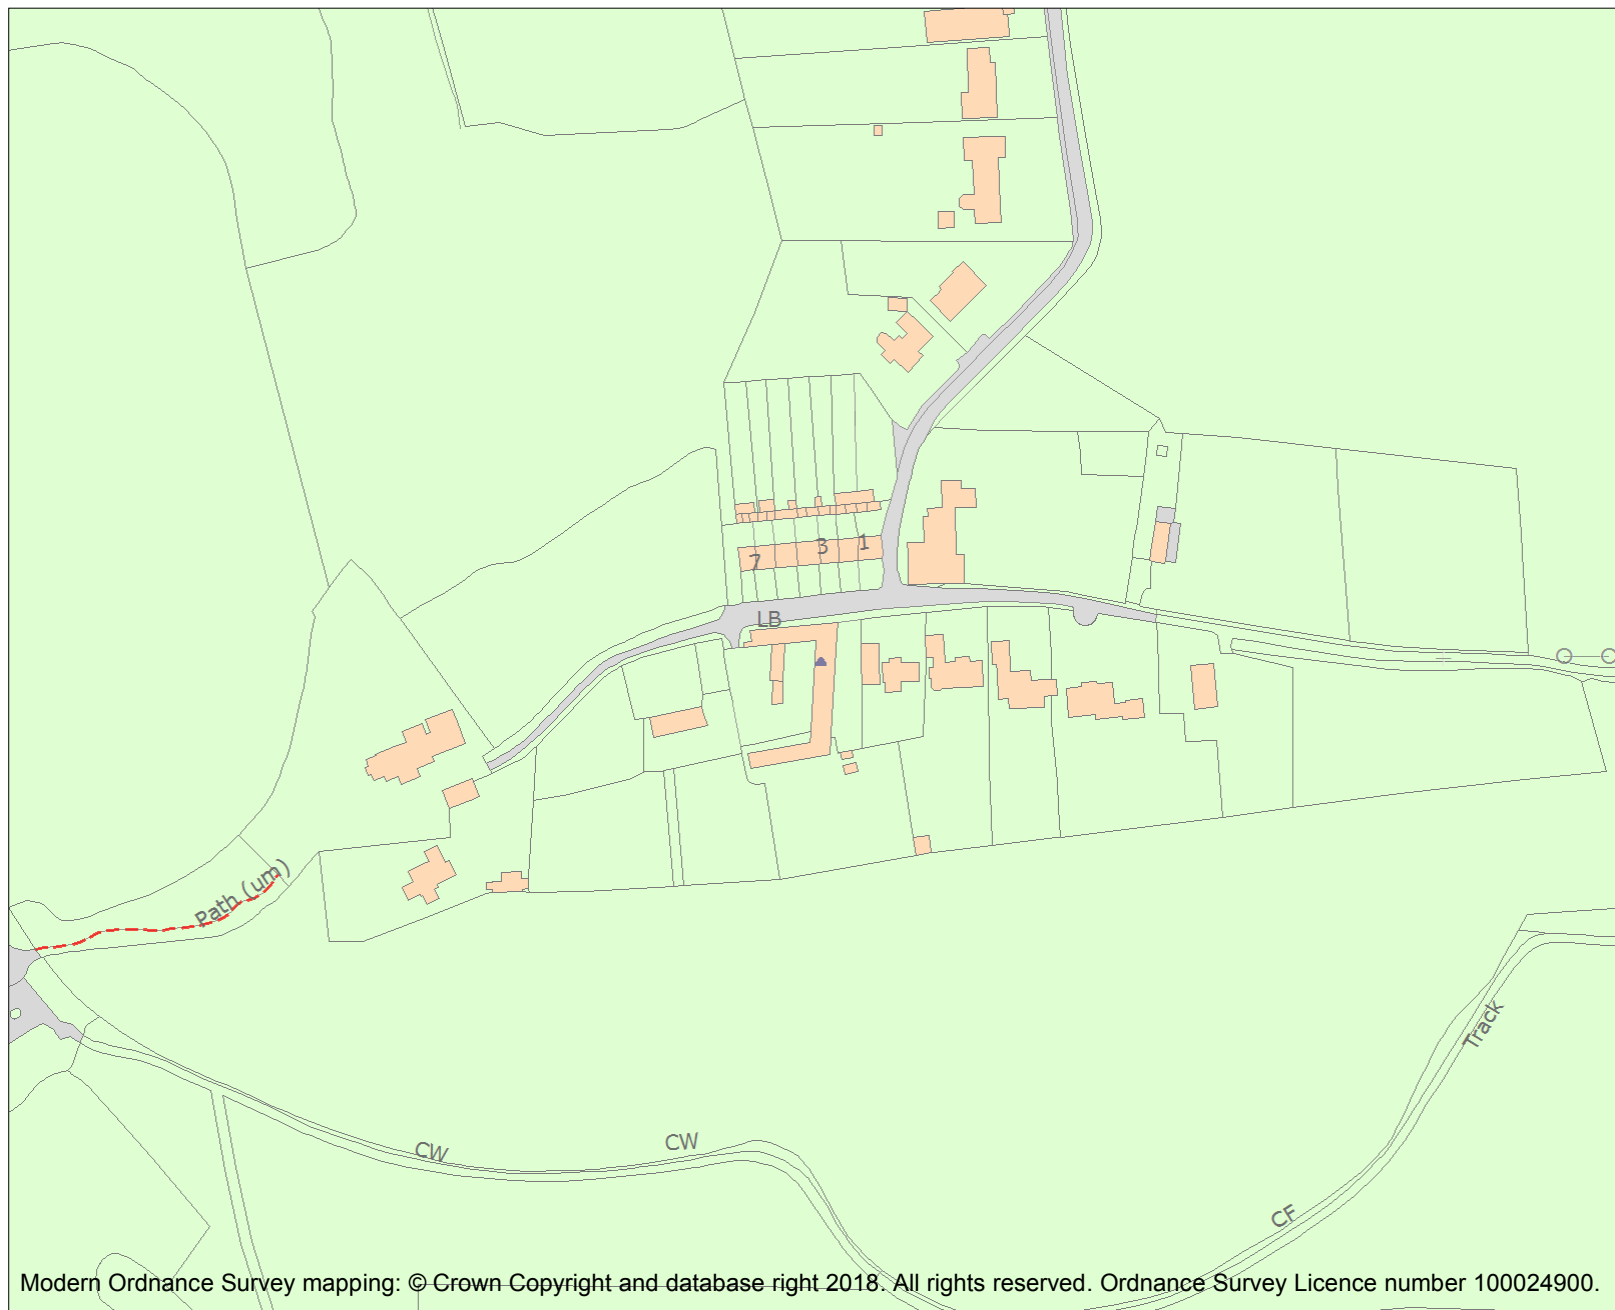 7
3
1
LB
Path (um)
Track
CW
CW
CF
Modern Ordnance Survey mapping: © Crown Copyright and database right 2018. All rights reserved. Ordnance Survey Licence number 100024900.